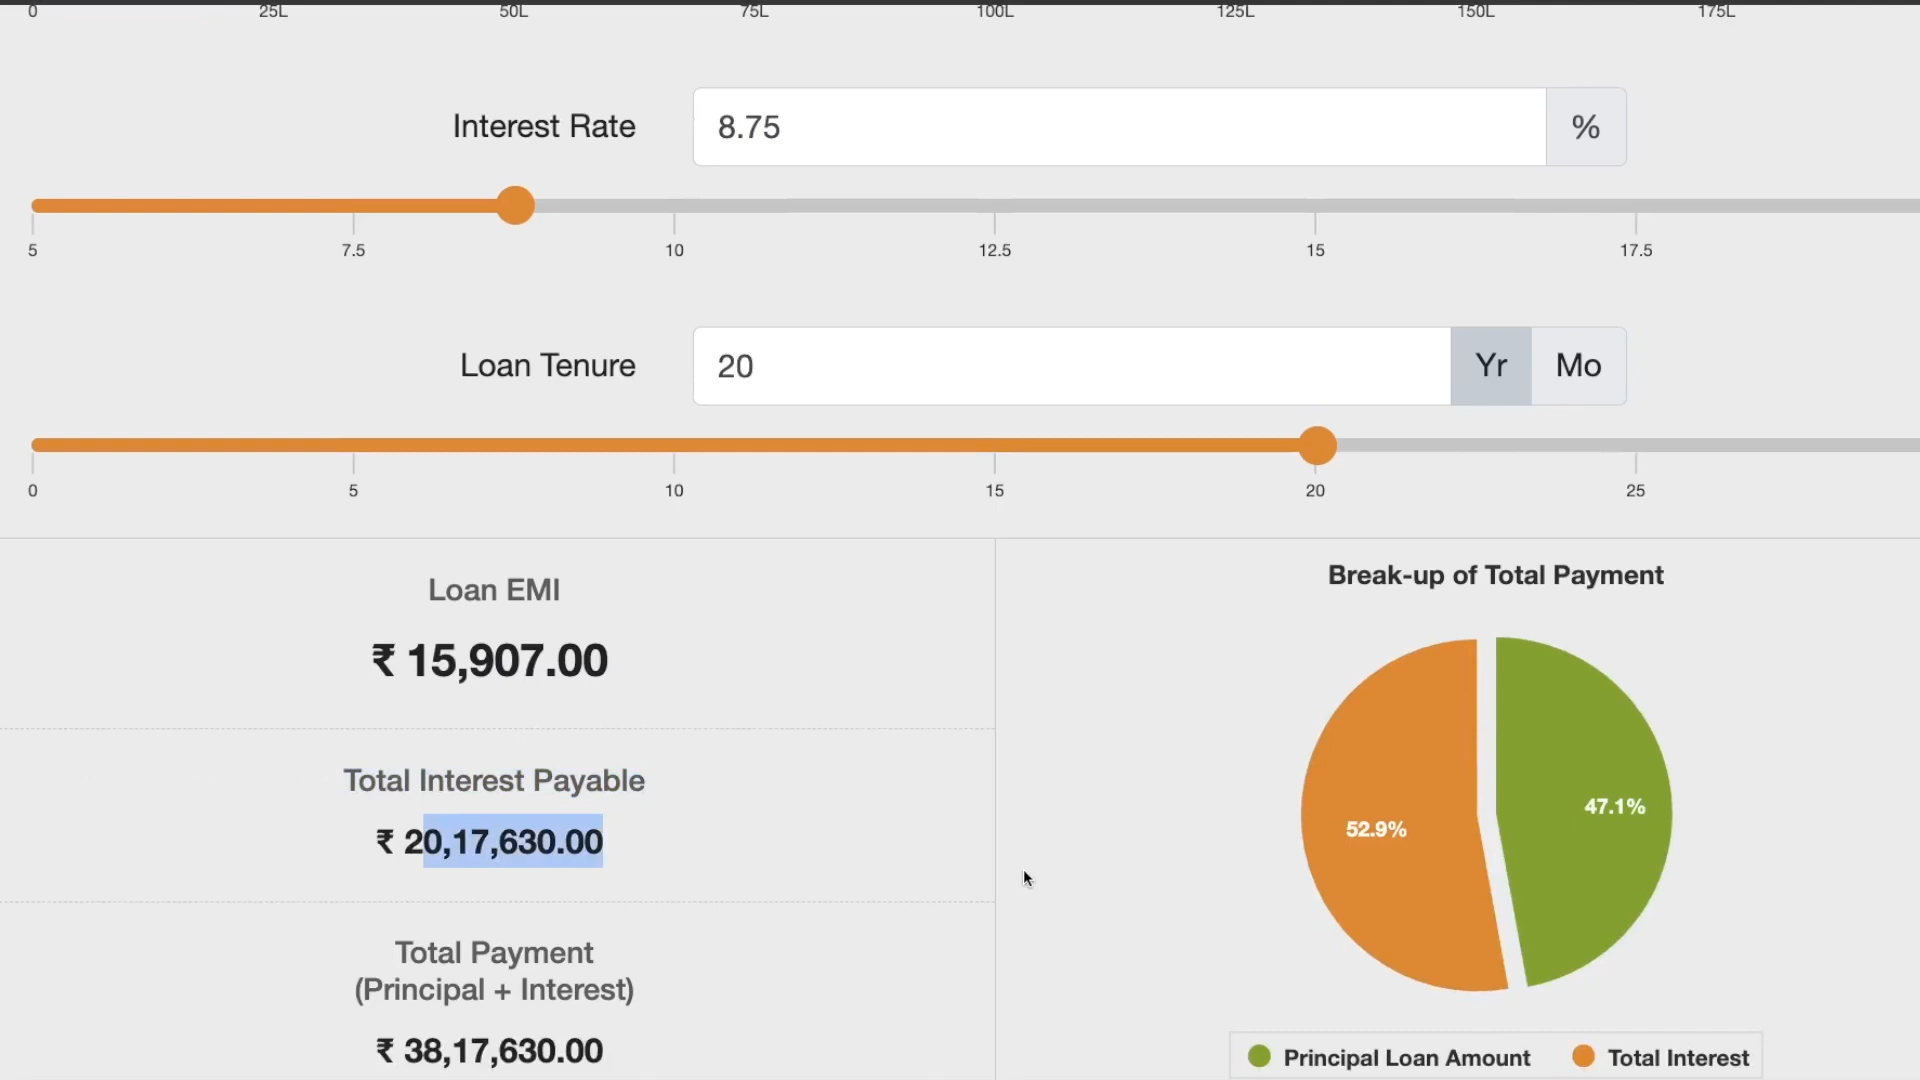 0 25L 50L 75L 100L 125L 150L 175L
Interest Rate 8.75 %
5 7.5 10 12.5 15 17.5
Loan Tenure 20 Yr Mo
0 5 10 15 20 25
Loan EMI
₹ 15,907.00
Total Interest Payable
₹ 20,17,630.00
Total Payment
(Principal + Interest)
₹ 38,17,630.00
Break-up of Total Payment
52.9% 47.1%
Principal Loan Amount Total Interest